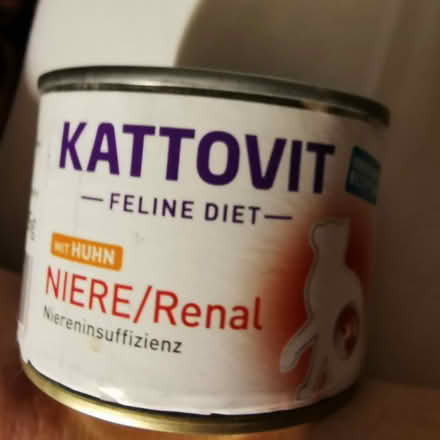 KATTOVIT
—FELINE DIET—
MIT HUHN
NIERE/Renal
Niereninsuffizienz